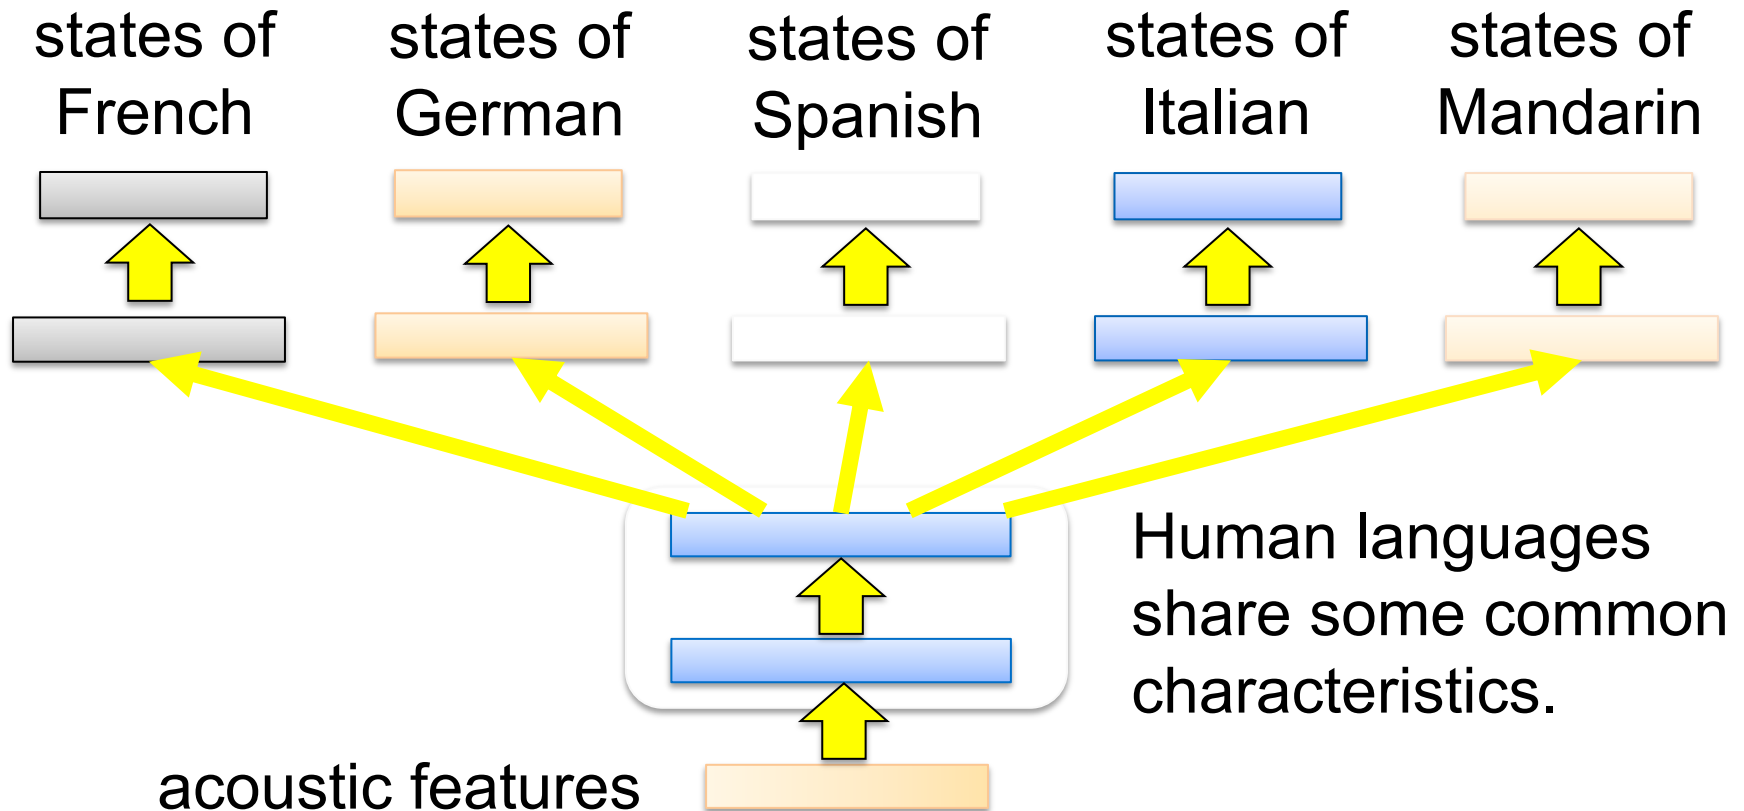 states of
French
states of
German
states of
Spanish
states of
Italian
states of
Mandarin
Human languages
share some common
characteristics.
acoustic features